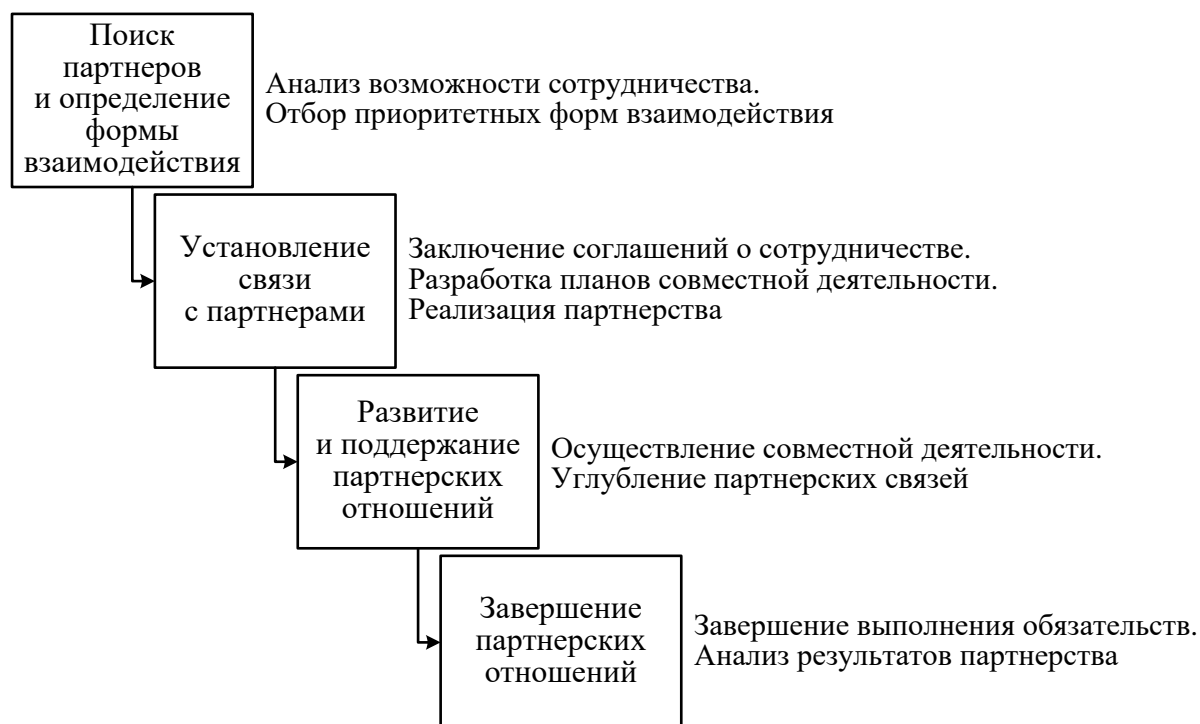 Поиск
партнеров
и определение
формы
взаимодействия
Анализ возможности сотрудничества.
Отбор приоритетных форм взаимодействия
Установление
связи
с партнерами
Заключение соглашений о сотрудничестве.
Разработка планов совместной деятельности.
Реализация партнерства
Развитие
и поддержание
партнерских
отношений
Осуществление совместной деятельности.
Углубление партнерских связей
Завершение
партнерских
отношений
Завершение выполнения обязательств.
Анализ результатов партнерства